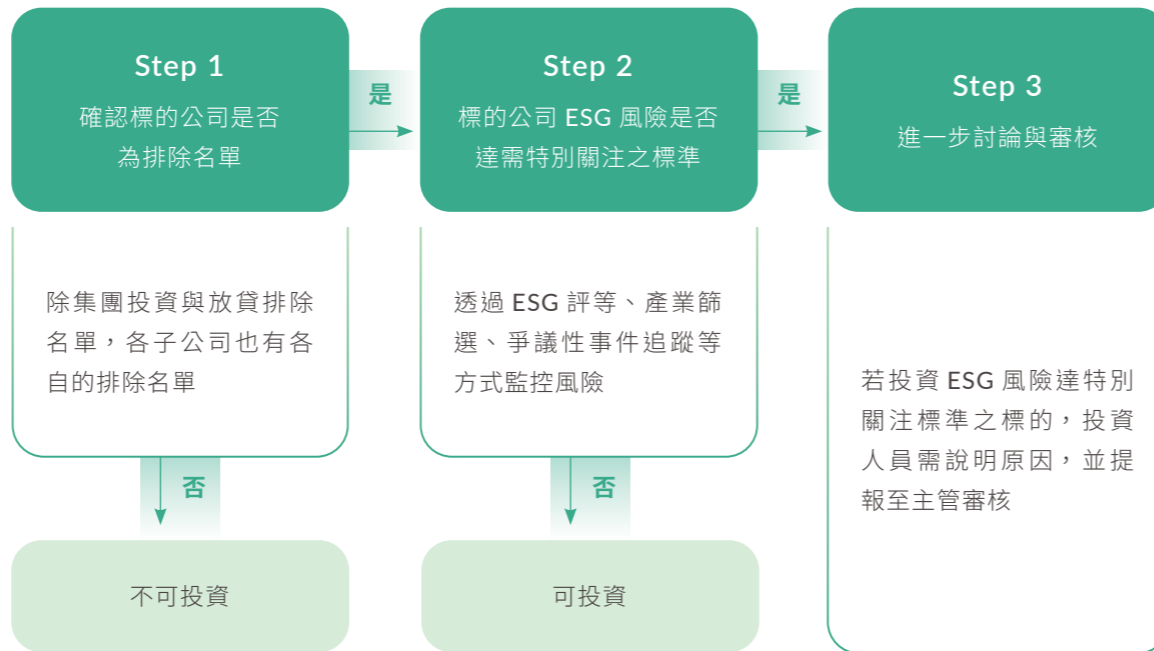 Step 1
確認標的公司是否
為排除名單
是
Step 2
標的公司 ESG 風險是否
達需特別關注之標準
是
Step 3
進一步討論與審核
除集團投資與放貸排除
名單，各子公司也有各
自的排除名單
否
不可投資
透過 ESG 評等、產業篩
選、爭議性事件追蹤等
方式監控風險
否
可投資
若投資 ESG 風險達特別
關注標準之標的，投資
人員需說明原因，並提
報至主管審核